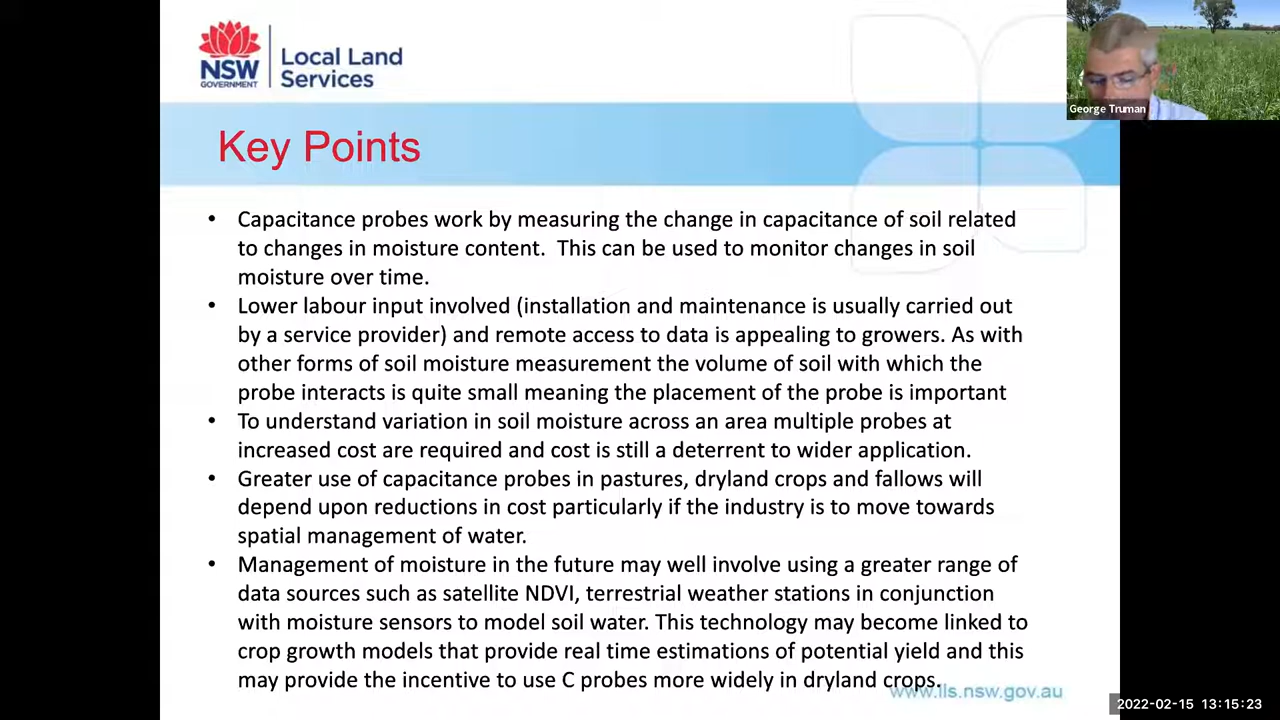 NSW
GOVERNMENT
Local Land
Services
George Truman
Key Points
• Capacitance probes work by measuring the change in capacitance of soil related
to changes in moisture content.  This can be used to monitor changes in soil
moisture over time.
• Lower labour input involved (installation and maintenance is usually carried out
by a service provider) and remote access to data is appealing to growers. As with
other forms of soil moisture measurement the volume of soil with which the
probe interacts is quite small meaning the placement of the probe is important
• To understand variation in soil moisture across an area multiple probes at
increased cost are required and cost is still a deterrent to wider application.
• Greater use of capacitance probes in pastures, dryland crops and fallows will
depend upon reductions in cost particularly if the industry is to move towards
spatial management of water.
• Management of moisture in the future may well involve using a greater range of
data sources such as satellite NDVI, terrestrial weather stations in conjunction
with moisture sensors to model soil water. This technology may become linked to
crop growth models that provide real time estimations of potential yield and this
may provide the incentive to use C probes more widely in dryland crops.
www.lls.nsw.gov.au
2022-02-15 13:15:23